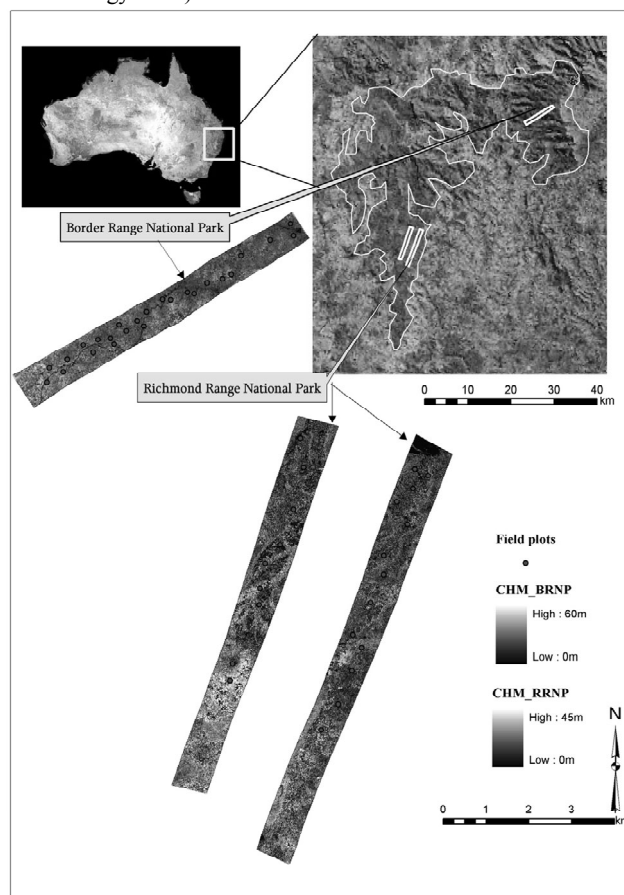 Border Range National Park
Richmond Range National Park
0 10 20 30 40
km
Field plots
CHM_BRNP
High : 60m
Low : 0m
CHM_RRNP
High : 45m
Low : 0m
N
0 1 2 3